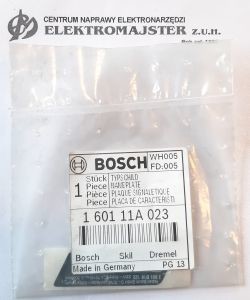 CENTRUM NAPRAWY ELEKTRONARZĘDZI
ELEKTROMAJSTER Z.U.H.
BOSCH
WH005
FD:005
1
Stück
Piece
Pièce
Pieza
TYPSCHILD
NAMEPLATE
PLAQUE SIGNALETIQUE
PLACA DE CARACTERISTI
1 601 11A 023
Bosch Skil Dremel
Made in Germany PG 13